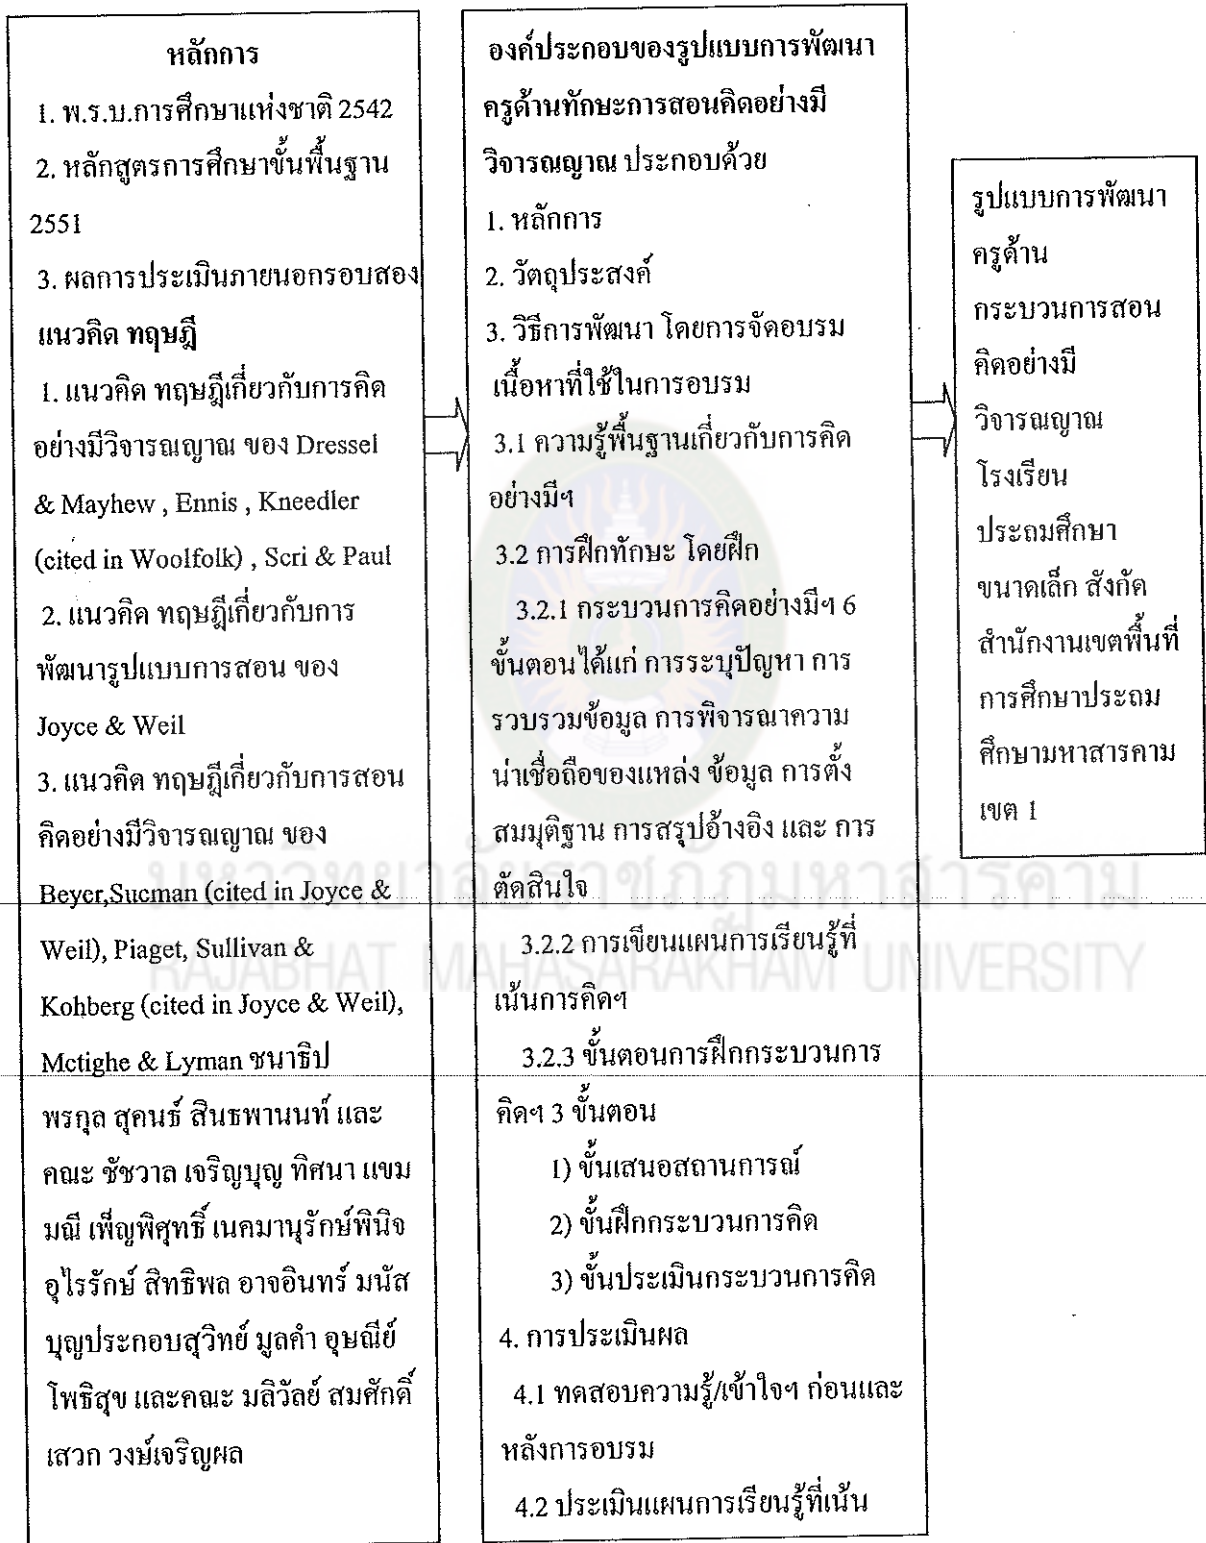 หลักการ
1. พ.ร.บ.การศึกษาแห่งชาติ 2542
2. หลักสูตรการศึกษาขั้นพื้นฐาน
2551
3. ผลการประเมินภายนอกรอบสอง
แนวคิด ทฤษฎี
1. แนวคิด ทฤษฎีเกี่ยวกับการคิด
อย่างมีวิจารณญาณ ของ Dressel
& Mayhew , Ennis , Kneedler
(cited in Woolfolk) , Scri & Paul
2. แนวคิด ทฤษฎีเกี่ยวกับการ
พัฒนารูปแบบการสอน ของ
Joyce & Weil
3. แนวคิด ทฤษฎีเกี่ยวกับการสอน
คิดอย่างมีวิจารณญาณ ของ
Beyer,Sucman (cited in Joyce &
Weil), Piaget, Sullivan &
Kohberg (cited in Joyce & Weil),
Mctighe & Lyman ชนาธิป
พรกุล สุคนธ์ สินธพานนท์ และ
คณะ ชัชวาล เจริญบุญ ทิศนา แขม
มณี เพ็ญพิศุทธิ์ เนคมานุรักษ์พินิจ
อุไรรักษ์ สิทธิพล อาจอินทร์ มนัส
บุญประกอบสุวิทย์ มูลคำ อุษณีย์
โพธิสุข และคณะ มลิวัลย์ สมศักดิ์
เสวก วงษ์เจริญผล
องค์ประกอบของรูปแบบการพัฒนา
ครูด้านทักษะการสอนคิดอย่างมี
วิจารณญาณ ประกอบด้วย
1. หลักการ
2. วัตถุประสงค์
3. วิธีการพัฒนา โดยการจัดอบรม
เนื้อหาที่ใช้ในการอบรม
3.1 ความรู้พื้นฐานเกี่ยวกับการคิด
อย่างมีฯ
3.2 การฝึกทักษะ โดยฝึก
3.2.1 กระบวนการคิดอย่างมีฯ 6
ขั้นตอนได้แก่ การระบุปัญหา การ
รวบรวมข้อมูล การพิจารณาความ
น่าเชื่อถือของแหล่ง ข้อมูล การตั้ง
สมมุติฐาน การสรุปอ้างอิง และ การ
ตัดสินใจ
3.2.2 การเขียนแผนการเรียนรู้ที่
เน้นการคิดฯ
3.2.3 ขั้นตอนการฝึกกระบวนการ
คิดฯ 3 ขั้นตอน
1) ขั้นเสนอสถานการณ์
2) ขั้นฝึกกระบวนการคิด
3) ขั้นประเมินกระบวนการคิด
4. การประเมินผล
4.1 ทดสอบความรู้/เข้าใจฯ ก่อนและ
หลังการอบรม
4.2 ประเมินแผนการเรียนรู้ที่เน้น
รูปแบบการพัฒนา
ครูด้าน
กระบวนการสอน
คิดอย่างมี
วิจารณญาณ
โรงเรียน
ประถมศึกษา
ขนาดเล็ก สังกัด
สำนักงานเขตพื้นที่
การศึกษาประถม
ศึกษามหาสารคาม
เขต 1
มหาวิทยาลัยราชภัฏมหาสารคาม
RAJABHAT MAHASARAKHAM UNIVERSITY